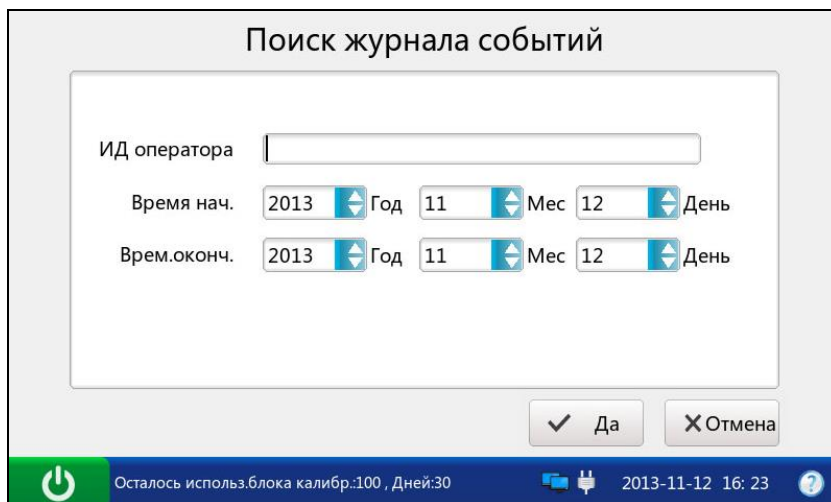 Поиск журнала событий
ИД оператора
Время нач. 2013 Год 11 Мес 12 День
Врем.оконч. 2013 Год 11 Мес 12 День
Да Отмена
Осталось использ.блока калибр.:100 , Дней:30 2013-11-12 16: 23